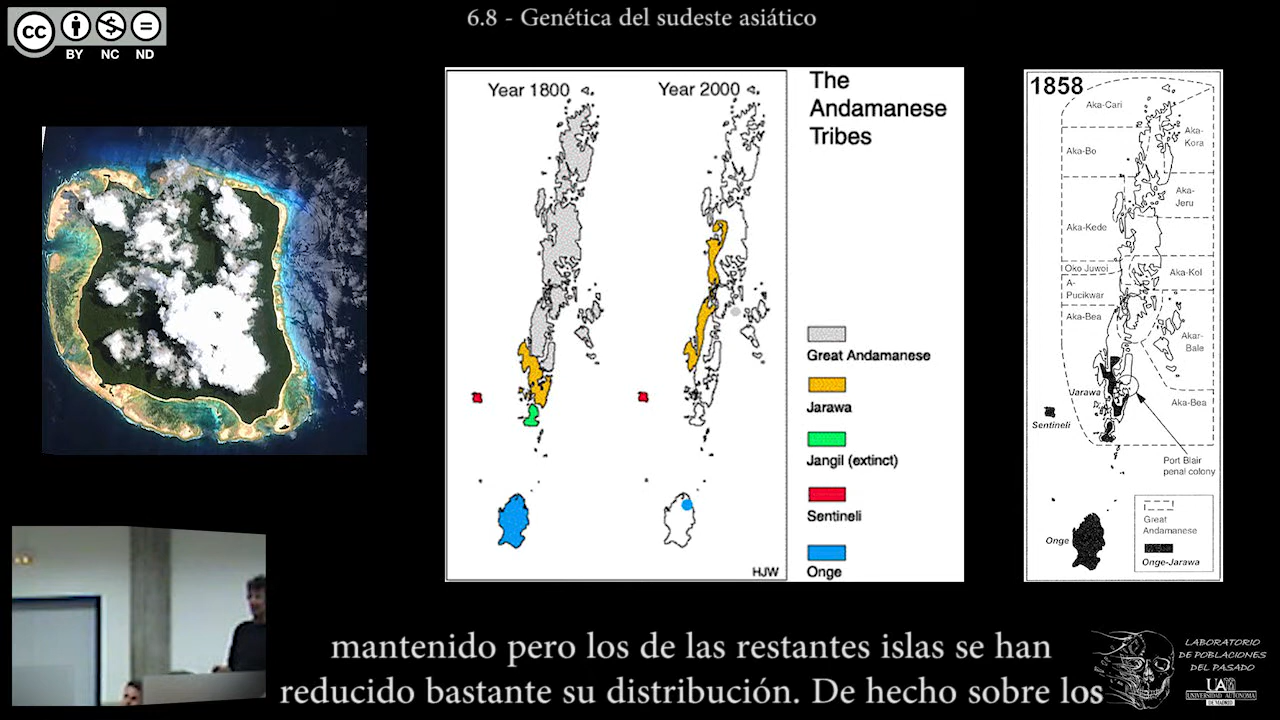 6.8 - Genética del sudeste asiático
CC
BY NC ND
Year 1800
Year 2000
The
Andamanese
Tribes
Great Andamanese
Jarawa
Jangil (extinct)
Sentineli
Onge
HJW
1858
Aka-Cari
Aka-
Kora
Aka-Bo
Aka-
Jeru
Aka-Kede
Oko Juwoi
Aka-Kol
A-
Pucikwar
Aka-Bea
Akar-
Bale
Yarawa
Aka-Bea
Sentineli
Port Blair
penal colony
Great
Andamanese
Onge
Onge-Jarawa
mantenido pero los de las restantes islas se han
reducido bastante su distribución. De hecho sobre los
LABORATORIO
DE POBLACIONES
DEL PASADO
UAM
UNIVERSIDAD AUTONOMA
DE MADRID